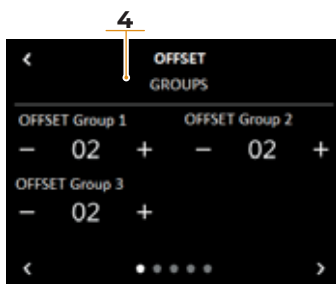 4
< OFFSET
GROUPS
OFFSET Group 1 OFFSET Group 2
− 02 + − 02 +
OFFSET Group 3
− 02 +
< >